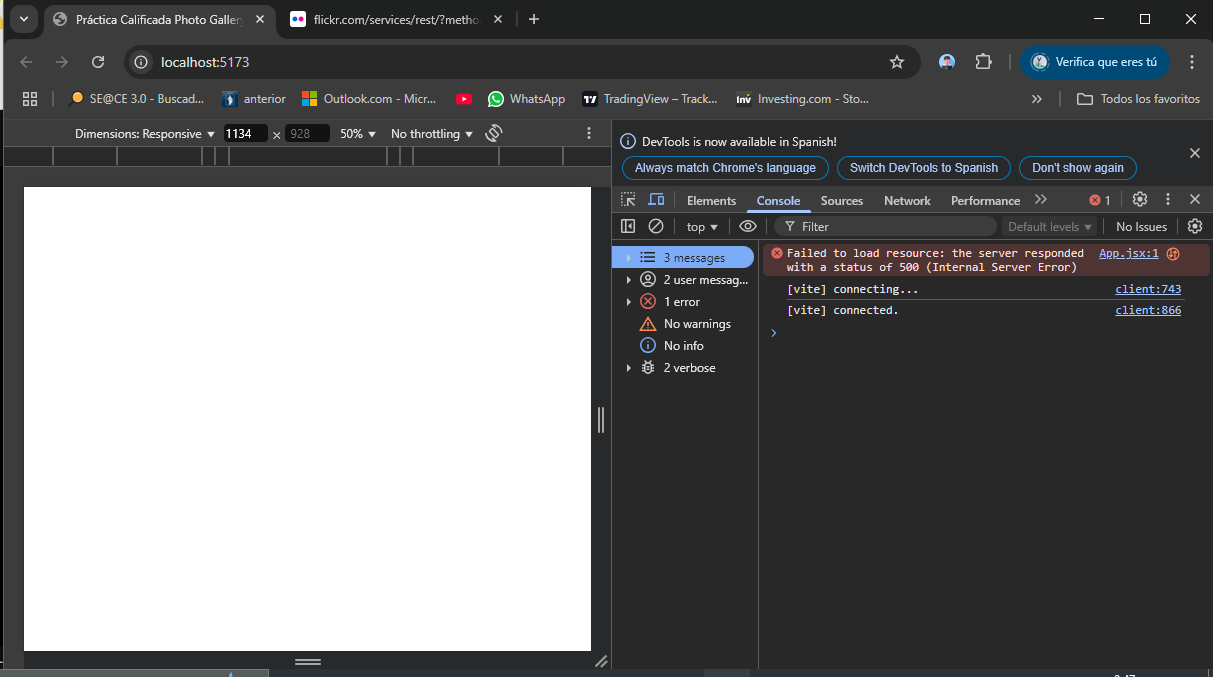 Práctica Calificada Photo Galler
flickr.com/services/rest/?metho
localhost:5173
Verifica que eres tú
SE@CE 3.0 - Buscad...
anterior
Outlook.com - Micr...
WhatsApp
TradingView – Track...
Investing.com - Sto...
Todos los favoritos
Dimensions: Responsive
1134
×
928
50%
No throttling
DevTools is now available in Spanish!
Always match Chrome's language
Switch DevTools to Spanish
Don't show again
Elements
Console
Sources
Network
Performance
1
top
Filter
Default levels
No Issues
3 messages
2 user messag...
1 error
No warnings
No info
2 verbose
Failed to load resource: the server responded
with a status of 500 (Internal Server Error)
App.jsx:1
[vite] connecting...
client:743
[vite] connected.
client:866